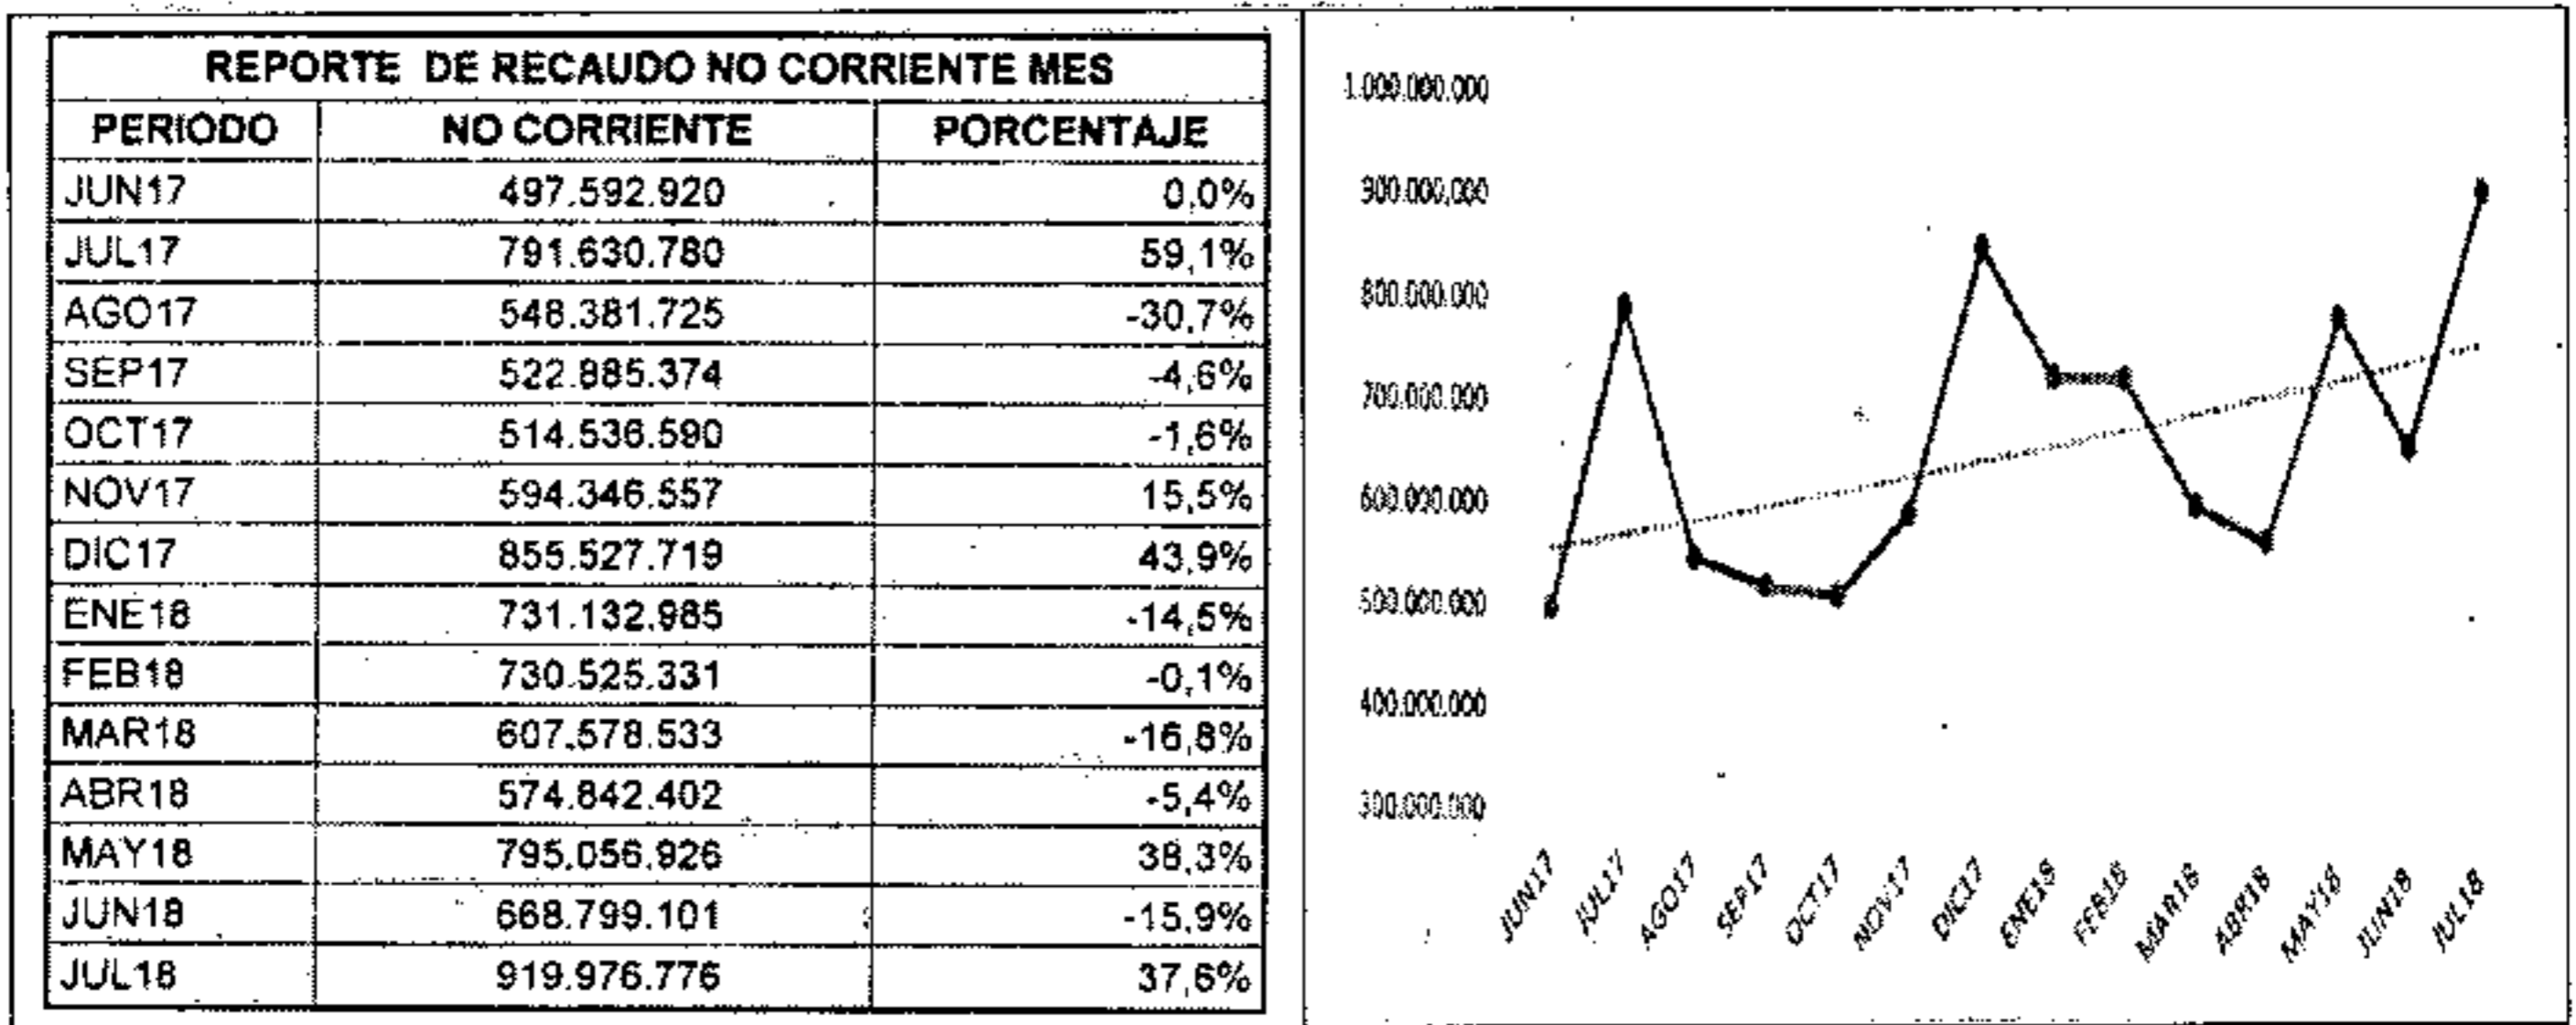 REPORTE DE RECAUDO NO CORRIENTE MES
PERIODO NO CORRIENTE PORCENTAJE
JUN17 497.592.920 0,0%
JUL17 791.630.780 59,1%
AGO17 548.381.725 -30,7%
SEP17 522.885.374 -4,6%
OCT17 514.536.590 -1,6%
NOV17 594.346.557 15,5%
DIC17 855.527.719 43,9%
ENE18 731.132.985 -14,5%
FEB18 730.525.331 -0,1%
MAR18 607.578.533 -16,8%
ABR18 574.842.402 -5,4%
MAY18 795.056.926 38,3%
JUN18 668.799.101 -15,9%
JUL18 919.976.776 37,6%
1.000.000.000
900.000.000
800.000.000
700.000.000
600.000.000
500.000.000
400.000.000
300.000.000
JUN17 JUL17 AGO17 SEP17 OCT17 NOV17 DIC17 ENE18 FEB18 MAR18 ABR18 MAY18 JUN18 JUL18